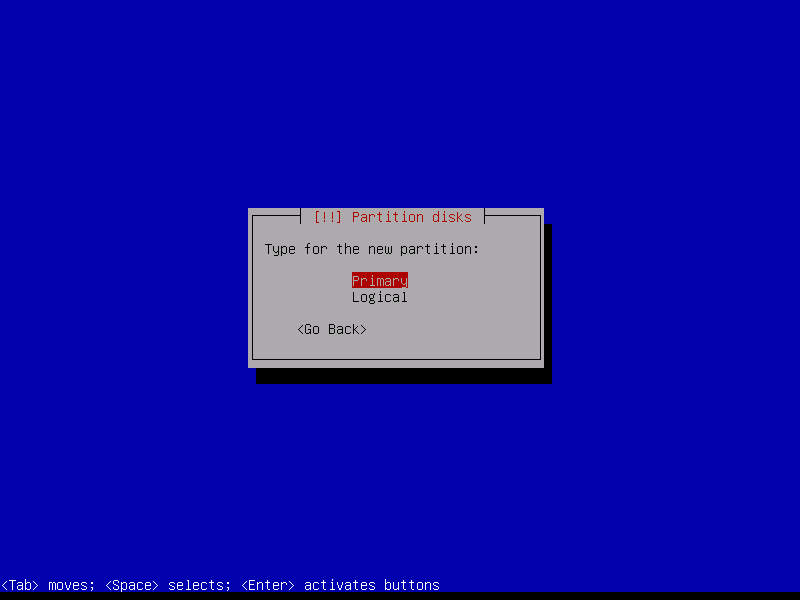 [!!] Partition disks
Type for the new partition:
Primary
Logical
<Go Back>
<Tab> moves; <Space> selects; <Enter> activates buttons